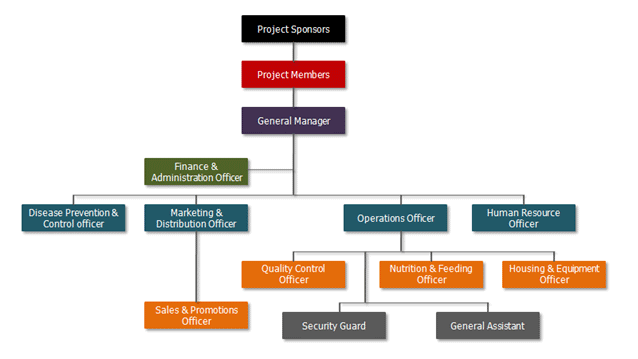 Project Sponsors
Project Members
General Manager
Finance &
Administration Officer
Disease Prevention &
Control officer
Marketing &
Distribution Officer
Operations Officer
Human Resource
Officer
Quality Control
Officer
Nutrition & Feeding
Officer
Housing & Equipment
Officer
Sales & Promotions
Officer
Security Guard
General Assistant